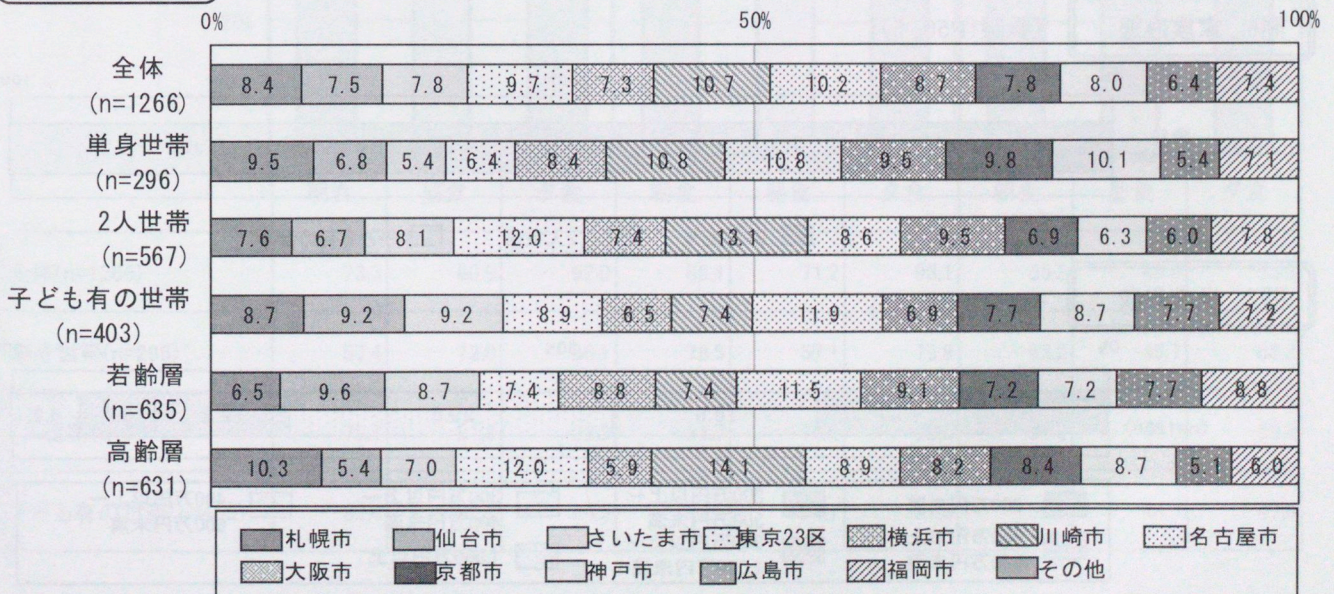 0% 50% 100%
全体
(n=1266)
8.4 7.5 7.8 9.7 7.3 10.7 10.2 8.7 7.8 8.0 6.4 7.4
単身世帯
(n=296)
9.5 6.8 5.4 6.4 8.4 10.8 10.8 9.5 9.8 10.1 5.4 7.1
2人世帯
(n=567)
7.6 6.7 8.1 12.0 7.4 13.1 8.6 9.5 6.9 6.3 6.0 7.8
子ども有の世帯
(n=403)
8.7 9.2 9.2 8.9 6.5 7.4 11.9 6.9 7.7 8.7 7.7 7.2
若齢層
(n=635)
6.5 9.6 8.7 7.4 8.8 7.4 11.5 9.1 7.2 7.2 7.7 8.8
高齢層
(n=631)
10.3 5.4 7.0 12.0 5.9 14.1 8.9 8.2 8.4 8.7 5.1 6.0
札幌市 仙台市 さいたま市 東京23区 横浜市 川崎市 名古屋市
大阪市 京都市 神戸市 広島市 福岡市 その他